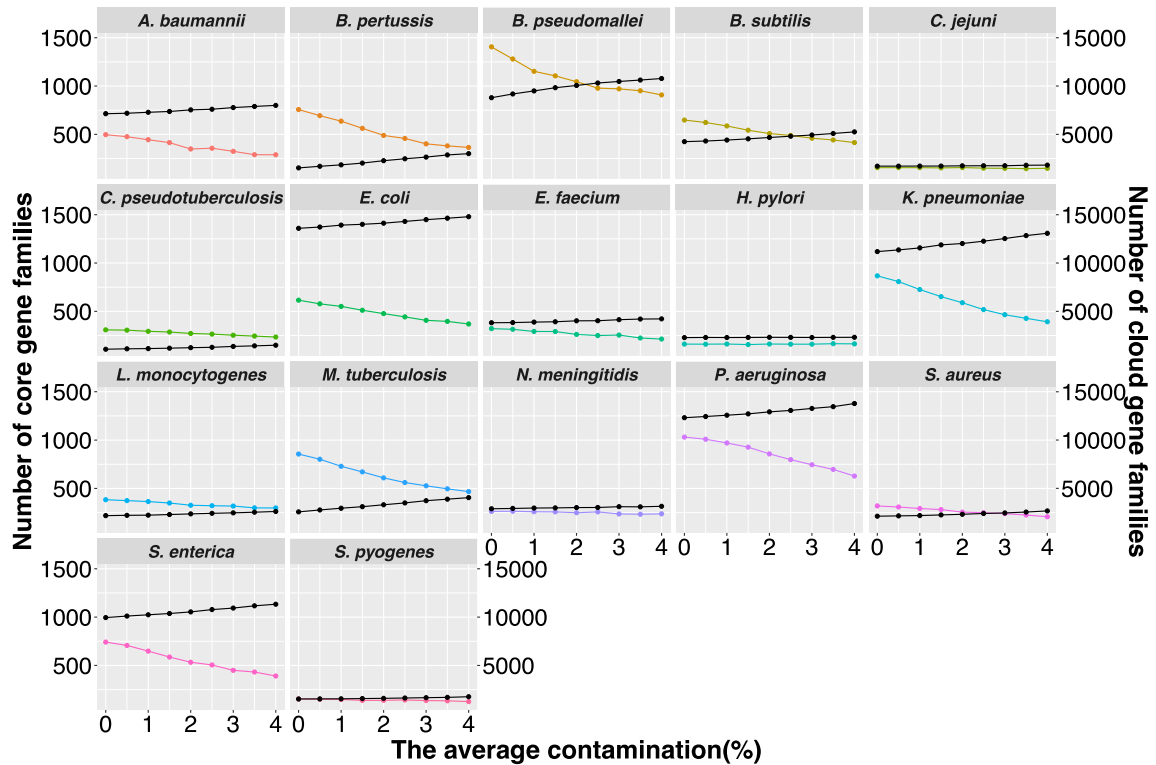 A. baumannii B. pertussis B. pseudomallei B. subtilis C. jejuni
1500 15000
1000 10000
500 5000
C. pseudotuberculosis E. coli E. faecium H. pylori K. pneumoniae
1500 15000
1000 10000
500 5000
L. monocytogenes M. tuberculosis N. meningitidis P. aeruginosa S. aureus
1500 15000
1000 10000
500 5000
0 1 2 3 4 0 1 2 3 4 0 1 2 3 4
S. enterica S. pyogenes
1500 15000
1000 10000
500 5000
0 1 2 3 4 0 1 2 3 4
The average contamination(%)
Number of core gene families
Number of cloud gene families